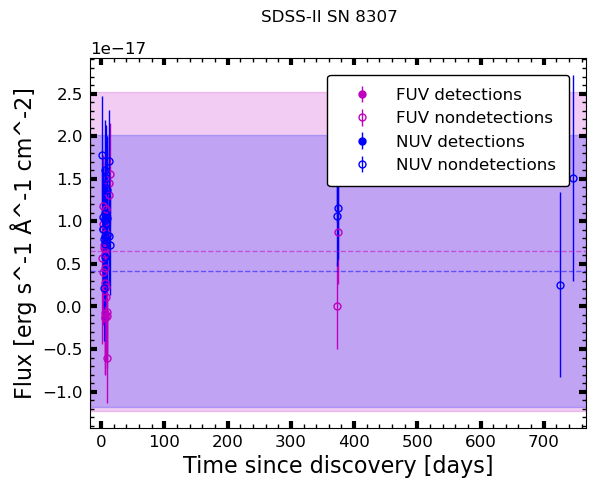 SDSS-II SN 8307
1e−17
Flux [erg s^-1 Å^-1 cm^-2]
2.5
2.0
1.5
1.0
0.5
0.0
−0.5
−1.0
FUV detections
FUV nondetections
NUV detections
NUV nondetections
0 100 200 300 400 500 600 700
Time since discovery [days]